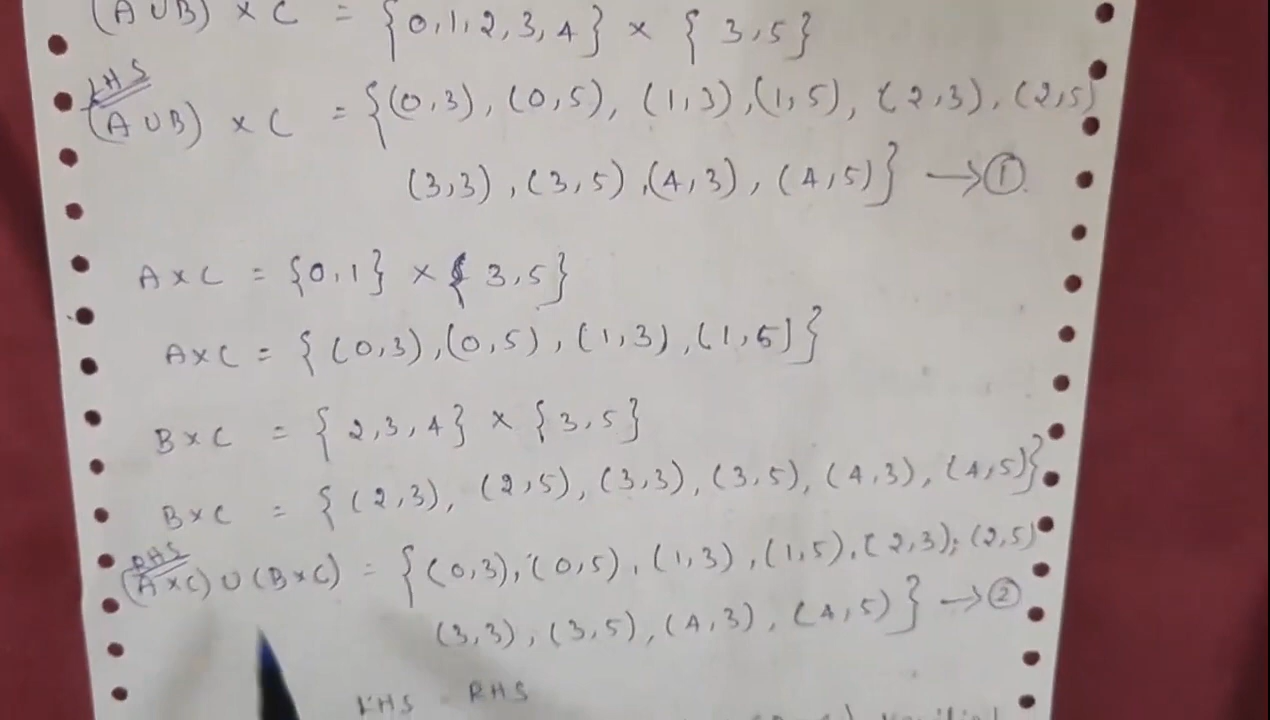 (A ∪ B) × C = {0,1,2,3,4} × {3,5}
LHS
(A ∪ B) × C = {(0,3), (0,5), (1,3), (1,5), (2,3), (2,5)
(3,3), (3,5), (4,3), (4,5)} → ①
A × C = {0,1} × {3,5}
A × C = {(0,3), (0,5), (1,3), (1,5)}
B × C = {2,3,4} × {3,5}
B × C = {(2,3), (2,5), (3,3), (3,5), (4,3), (4,5)}
RHS
(A × C) ∪ (B × C) = {(0,3), (0,5), (1,3), (1,5), (2,3), (2,5)
(3,3), (3,5), (4,3), (4,5)} → ②
LHS RHS